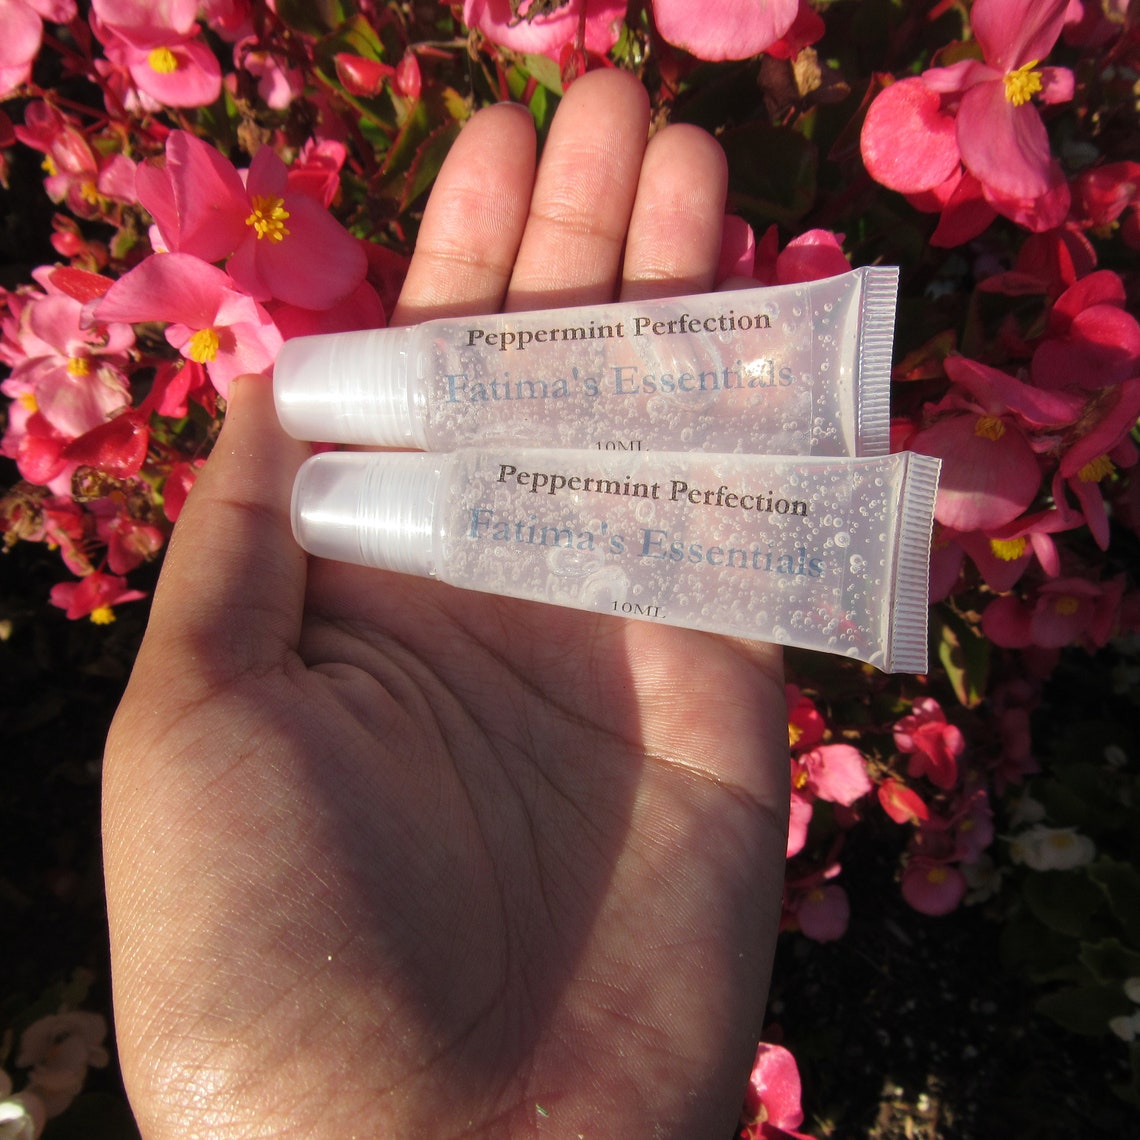 Peppermint Perfection
Fatima's Essentials
10ML
Peppermint Perfection
Fatima's Essentials
10ML